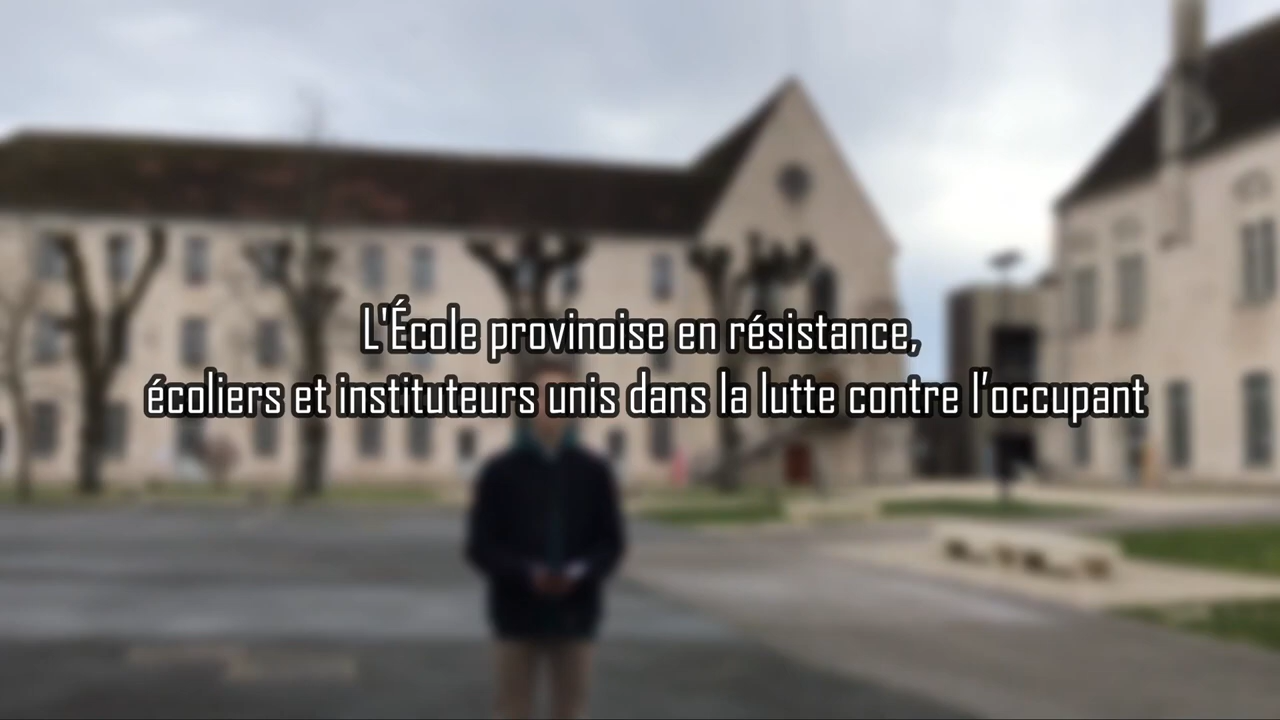 L'École provinoise en résistance,
écoliers et instituteurs unis dans la lutte contre l’occupant